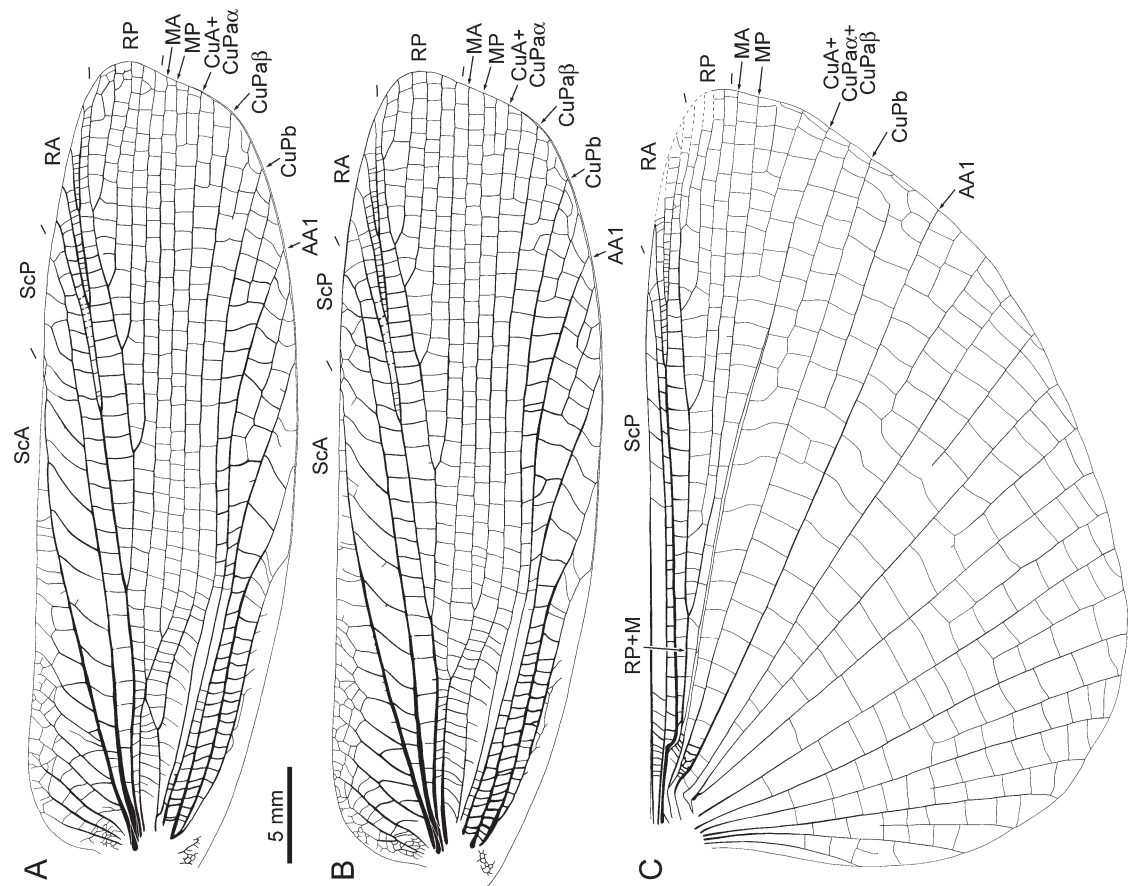 A
ScA
ScP
RA
RP
MA
MP
CuA+
CuPaα
CuPaβ
CuPb
AA1
5 mm
B
ScA
ScP
RA
RP
MA
MP
CuA+
CuPaα
CuPaβ
CuPb
AA1
C
RP+M
ScP
RA
RP
MA
MP
CuA+
CuPaα+
CuPaβ
CuPb
AA1